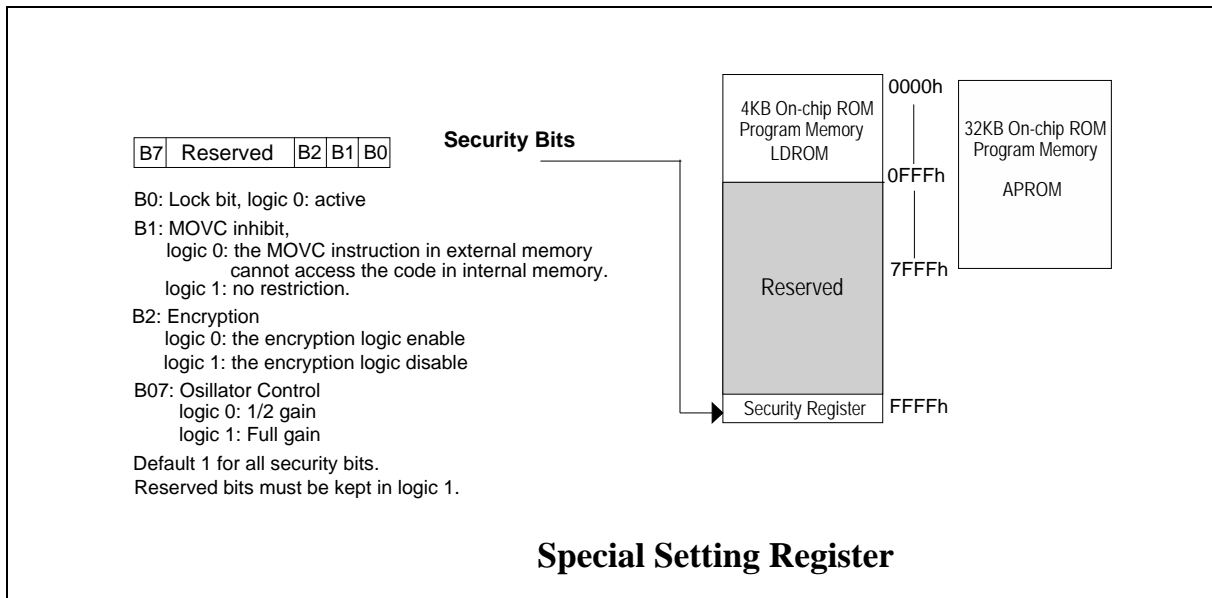 B7 Reserved B2 B1 B0
Security Bits
B0: Lock bit, logic 0: active
B1: MOVC inhibit,
logic 0: the MOVC instruction in external memory
cannot access the code in internal memory.
logic 1: no restriction.
B2: Encryption
logic 0: the encryption logic enable
logic 1: the encryption logic disable
B07: Osillator Control
logic 0: 1/2 gain
logic 1: Full gain
Default 1 for all security bits.
Reserved bits must be kept in logic 1.
4KB On-chip ROM
Program Memory
LDROM
Reserved
Security Register
0000h
0FFFh
7FFFh
FFFFh
32KB On-chip ROM
Program Memory
APROM
Special Setting Register